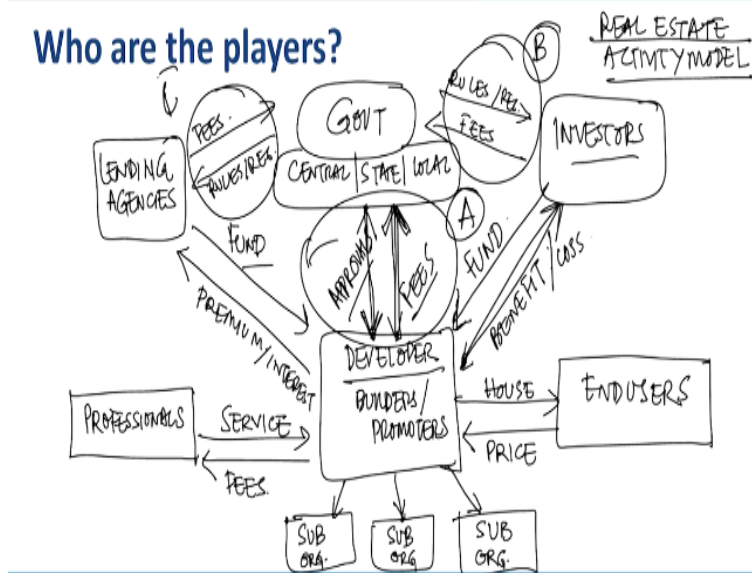 Who are the players?
REAL ESTATE
ACTIVITY MODEL
B
GOVT
CENTRAL | STATE | LOCAL
FEES.
RULES/REG.
RULES/REG.
FEES
LENDING
AGENCIES
INVESTORS
A
FUND
PREMIUM/INTEREST
APPROVAL
FEES
FUND.
BENEFIT/LOSS
DEVELOPER
BUILDERS/
PROMOTERS
PROFESSIONALS
SERVICE
FEES.
HOUSE
PRICE
ENDUSERS
SUB
ORG.
SUB
ORG
SUB
ORG.